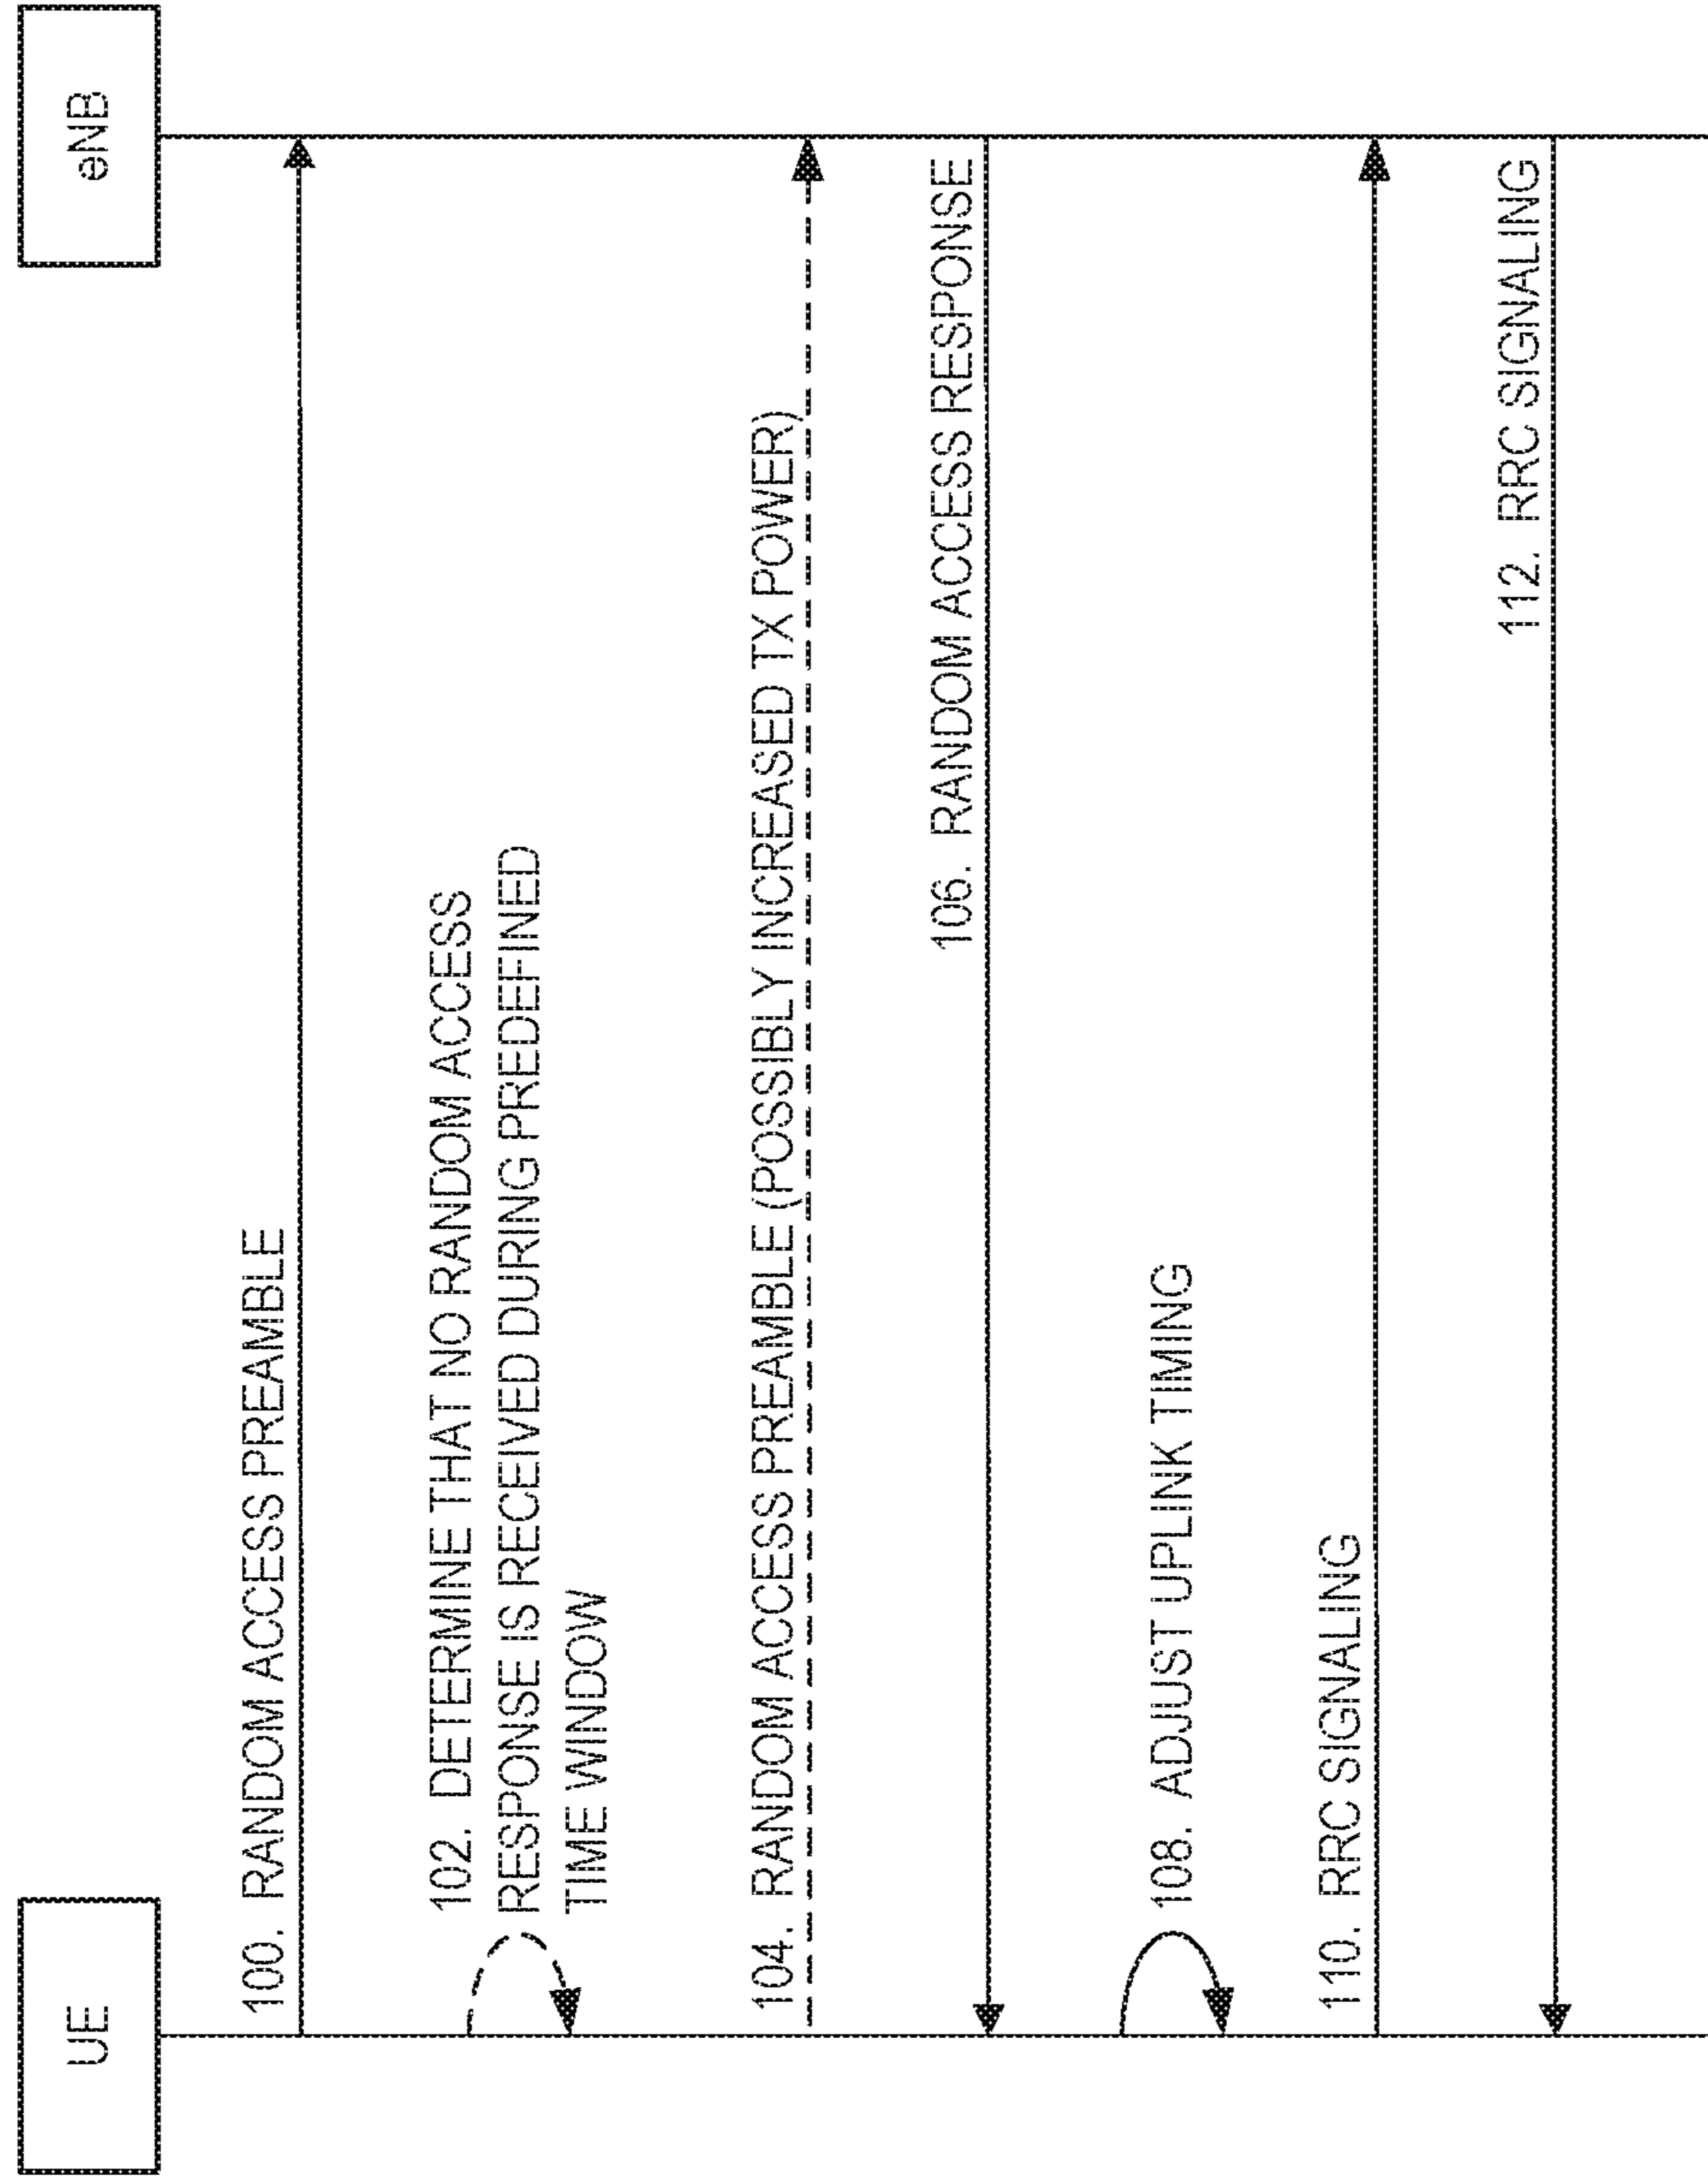 UE
eNB
100. RANDOM ACCESS PREAMBLE
102. DETERMINE THAT NO RANDOM ACCESS
RESPONSE IS RECEIVED DURING PREDEFINED
TIME WINDOW
104. RANDOM ACCESS PREAMBLE (POSSIBLY INCREASED TX POWER)
106. RANDOM ACCESS RESPONSE
108. ADJUST UPLINK TIMING
110. RRC SIGNALING
112. RRC SIGNALING